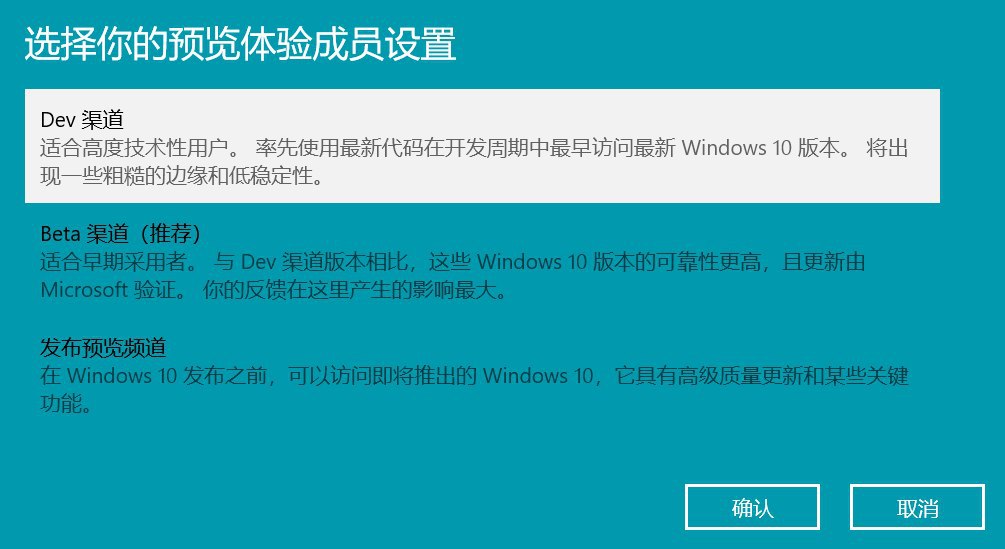 选择你的预览体验成员设置
Dev 渠道
适合高度技术性用户。 率先使用最新代码在开发周期中最早访问最新 Windows 10 版本。 将出
现一些粗糙的边缘和低稳定性。
Beta 渠道（推荐）
适合早期采用者。 与 Dev 渠道版本相比，这些 Windows 10 版本的可靠性更高，且更新由
Microsoft 验证。 你的反馈在这里产生的影响最大。
发布预览频道
在 Windows 10 发布之前，可以访问即将推出的 Windows 10，它具有高级质量更新和某些关键
功能。
确认 取消